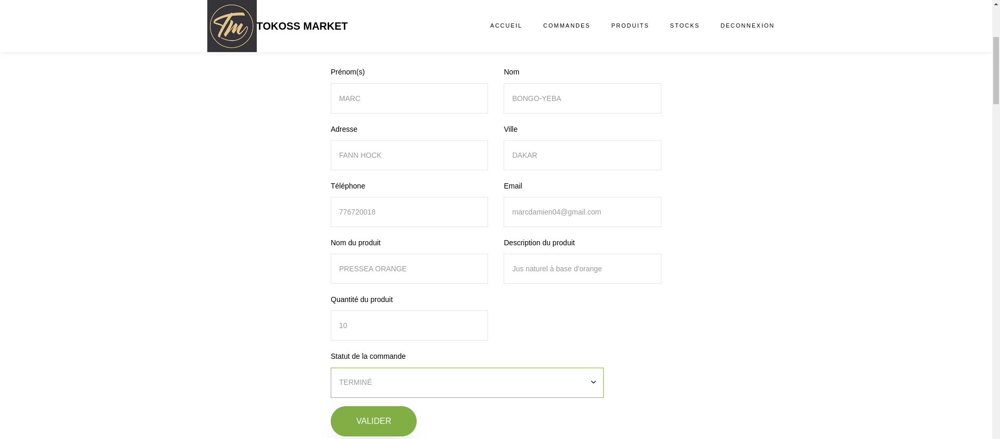 Tm TOKOSS MARKET
ACCUEIL COMMANDES PRODUITS STOCKS DECONNEXION
Prénom(s) Nom
MARC BONGO-YEBA
Adresse Ville
FANN HOCK DAKAR
Téléphone Email
776720018 marcdamien04@gmail.com
Nom du produit Description du produit
PRESSEA ORANGE Jus naturel à base d'orange
Quantité du produit
10
Statut de la commande
TERMINÉ
VALIDER